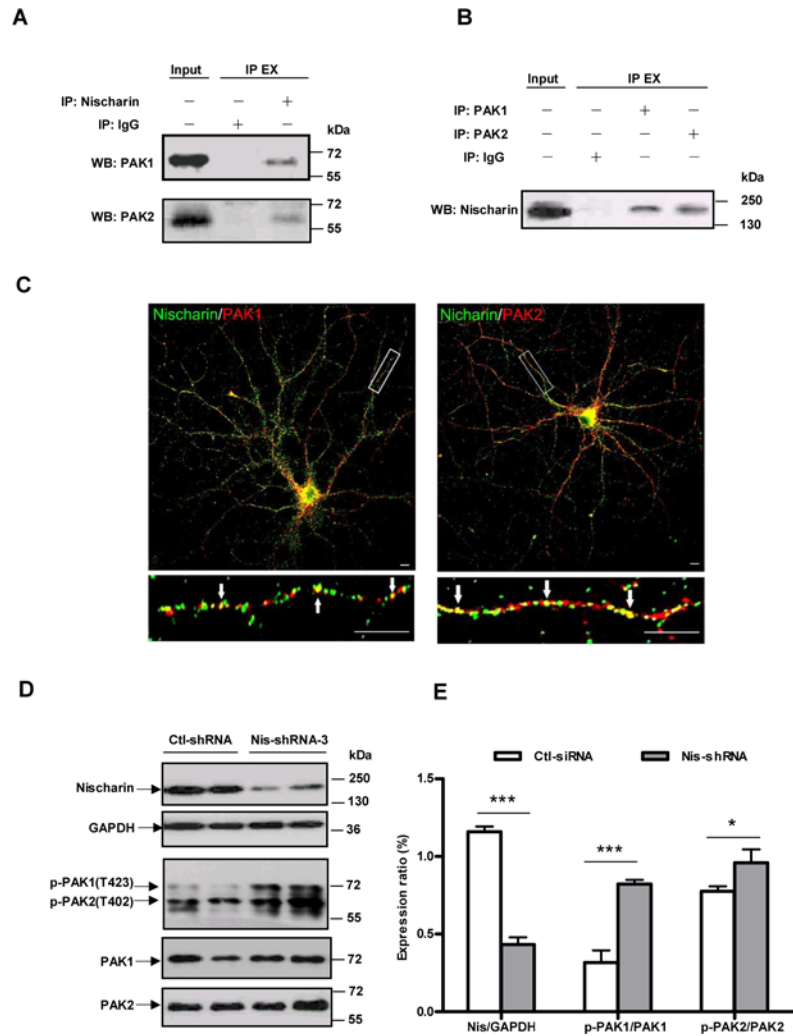 A
Input IP EX
IP: Nischarin – – +
IP: IgG – + –
kDa
WB: PAK1
72
55
WB: PAK2
72
55
B
Input IP EX
IP: PAK1 – – + –
IP: PAK2 – – – +
IP: IgG – + – –
kDa
WB: Nischarin
250
130
C
Nischarin/PAK1
Nicharin/PAK2
D
Ctl-shRNA Nis-shRNA-3
kDa
Nischarin
250
130
GAPDH
36
p-PAK1(T423)
p-PAK2(T402)
72
55
PAK1
72
PAK2
72
55
E
Ctl-siRNA Nis-shRNA
Expression ratio (%)
1.5
1.0
0.5
0.0
***
***
*
Nis/GAPDH p-PAK1/PAK1 p-PAK2/PAK2